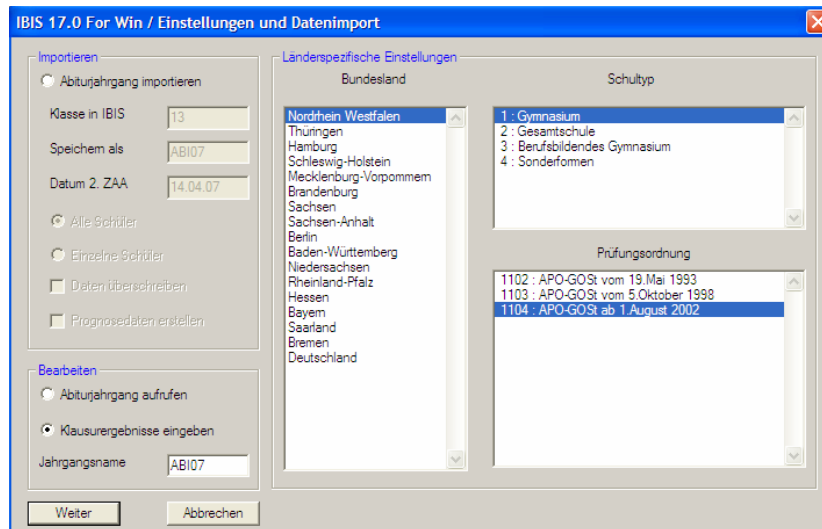 IBIS 17.0 For Win / Einstellungen und Datenimport
Importieren
Abiturjahrgang importieren
Klasse in IBIS
13
Speichern als
ABI07
Datum 2. ZAA
14.04.07
Alle Schüler
Einzelne Schüler
Daten überschreiben
Prognosedaten erstellen
Bearbeiten
Abiturjahrgang aufrufen
Klausurergebnisse eingeben
Jahrgangsname
ABI07
Weiter
Abbrechen
Länderspezifische Einstellungen
Bundesland
Nordrhein Westfalen
Thüringen
Hamburg
Schleswig-Holstein
Mecklenburg-Vorpommern
Brandenburg
Sachsen
Sachsen-Anhalt
Berlin
Baden-Württemberg
Niedersachsen
Rheinland-Pfalz
Hessen
Bayern
Saarland
Bremen
Deutschland
Schultyp
1 : Gymnasium
2 : Gesamtschule
3 : Berufsbildendes Gymnasium
4 : Sonderformen
Prüfungsordnung
1102 : APO-GOSt vom 19.Mai 1993
1103 : APO-GOSt vom 5.Oktober 1998
1104 : APO-GOSt ab 1.August 2002